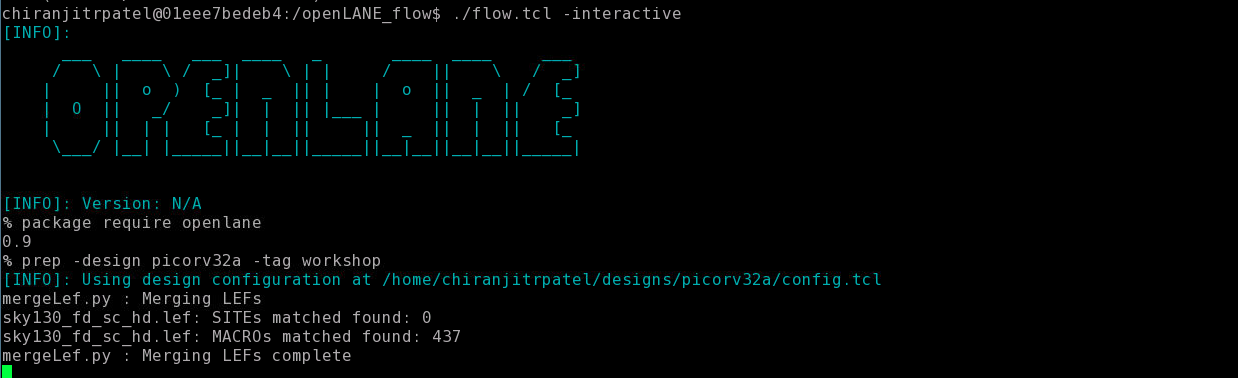 chiranjitrpatel@01eee7bedeb4:/openLANE_flow$ ./flow.tcl -interactive
[INFO]:
OPENLANE
[INFO]: Version: N/A
% package require openlane
0.9
% prep -design picorv32a -tag workshop
[INFO]: Using design configuration at /home/chiranjitrpatel/designs/picorv32a/config.tcl
mergeLef.py : Merging LEFs
sky130_fd_sc_hd.lef: SITEs matched found: 0
sky130_fd_sc_hd.lef: MACROs matched found: 437
mergeLef.py : Merging LEFs complete